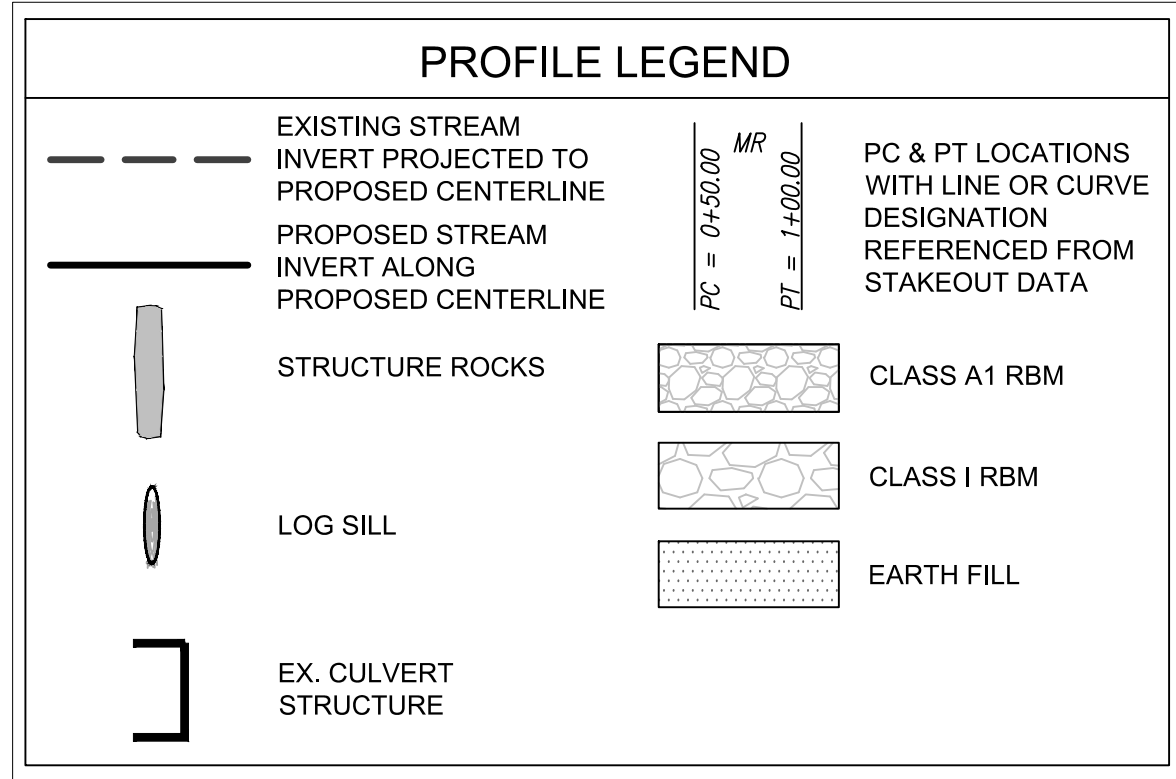 PROFILE LEGEND
EXISTING STREAM
INVERT PROJECTED TO
PROPOSED CENTERLINE
PROPOSED STREAM
INVERT ALONG
PROPOSED CENTERLINE
STRUCTURE ROCKS
LOG SILL
EX. CULVERT
STRUCTURE
PC = 0+50.00
MR
PT = 1+00.00
PC & PT LOCATIONS
WITH LINE OR CURVE
DESIGNATION
REFERENCED FROM
STAKEOUT DATA
CLASS A1 RBM
CLASS I RBM
EARTH FILL